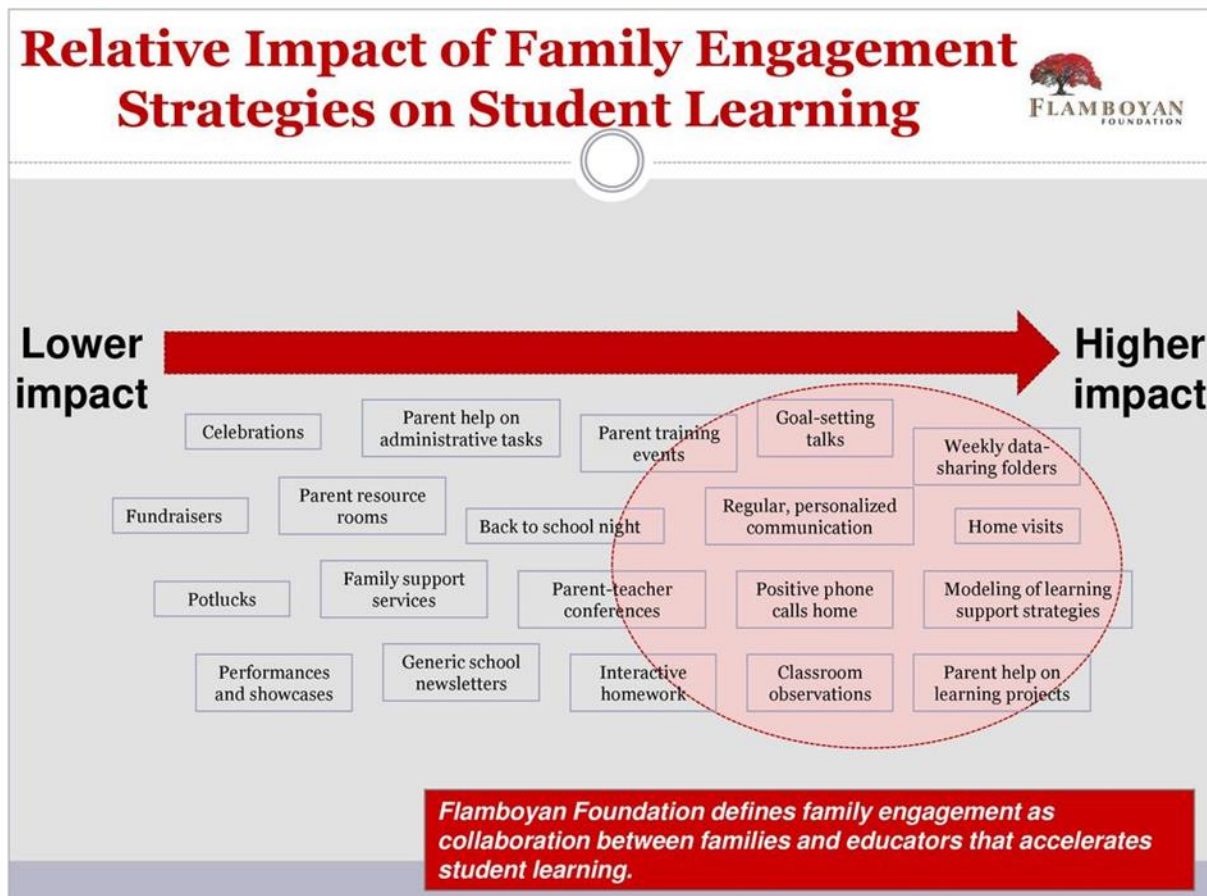 Relative Impact of Family Engagement
Strategies on Student Learning
FLAMBOYAN
FOUNDATION
Lower
impact
Higher
impact
Celebrations
Parent help on
administrative tasks
Parent training
events
Goal-setting
talks
Weekly data-
sharing folders
Fundraisers
Parent resource
rooms
Back to school night
Regular, personalized
communication
Home visits
Potlucks
Family support
services
Parent-teacher
conferences
Positive phone
calls home
Modeling of learning
support strategies
Performances
and showcases
Generic school
newsletters
Interactive
homework
Classroom
observations
Parent help on
learning projects
Flamboyan Foundation defines family engagement as
collaboration between families and educators that accelerates
student learning.